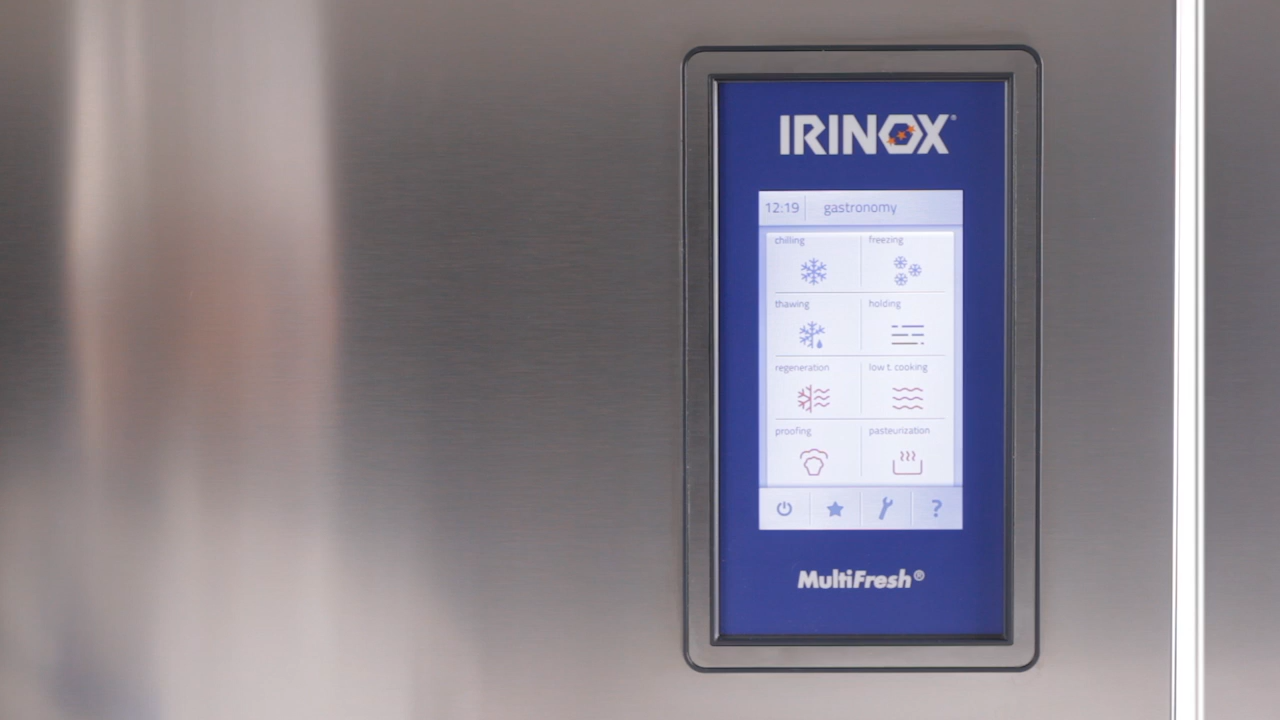 IRINOX®
12:19 gastronomy
chilling freezing
thawing holding
regeneration low t. cooking
proofing pasteurization
?
MultiFresh®